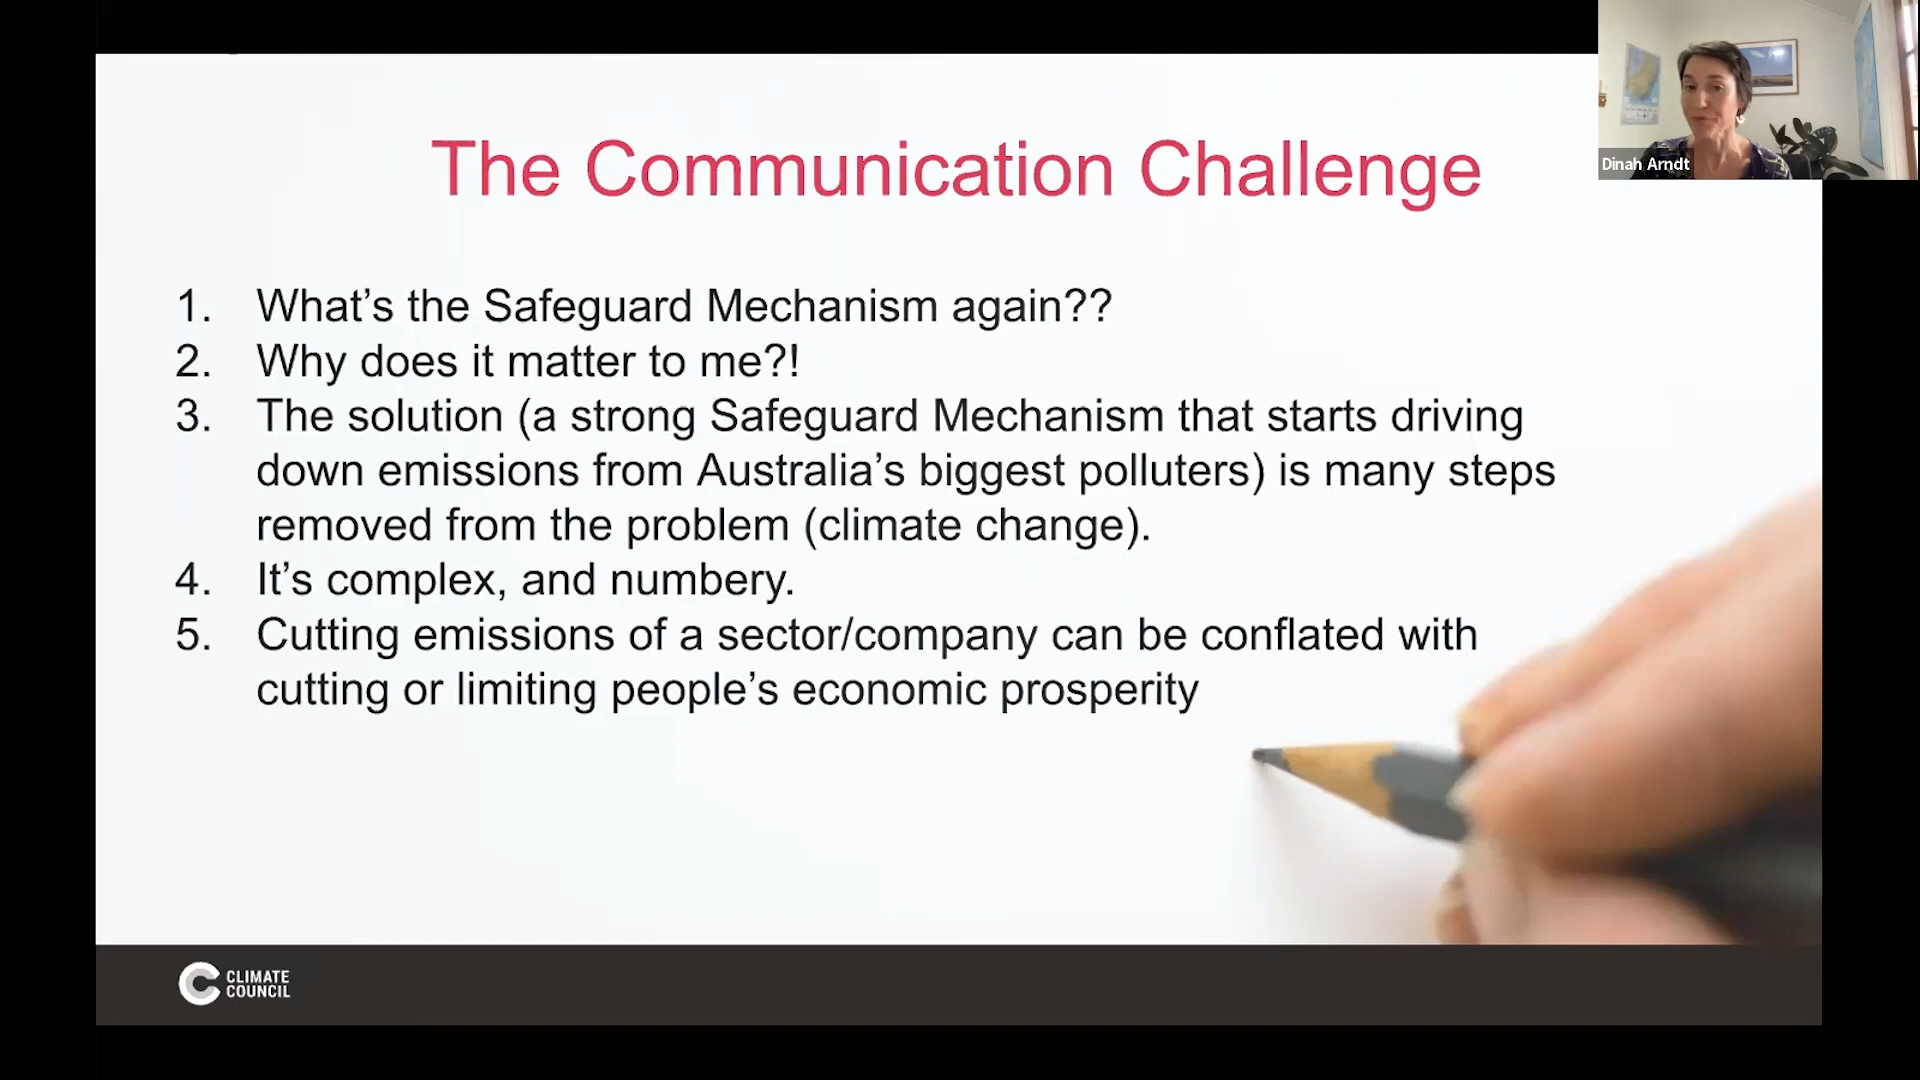 Dinah Arndt
The Communication Challenge
1. What’s the Safeguard Mechanism again??
2. Why does it matter to me?!
3. The solution (a strong Safeguard Mechanism that starts driving
down emissions from Australia’s biggest polluters) is many steps
removed from the problem (climate change).
4. It’s complex, and numbery.
5. Cutting emissions of a sector/company can be conflated with
cutting or limiting people’s economic prosperity
CLIMATE
COUNCIL